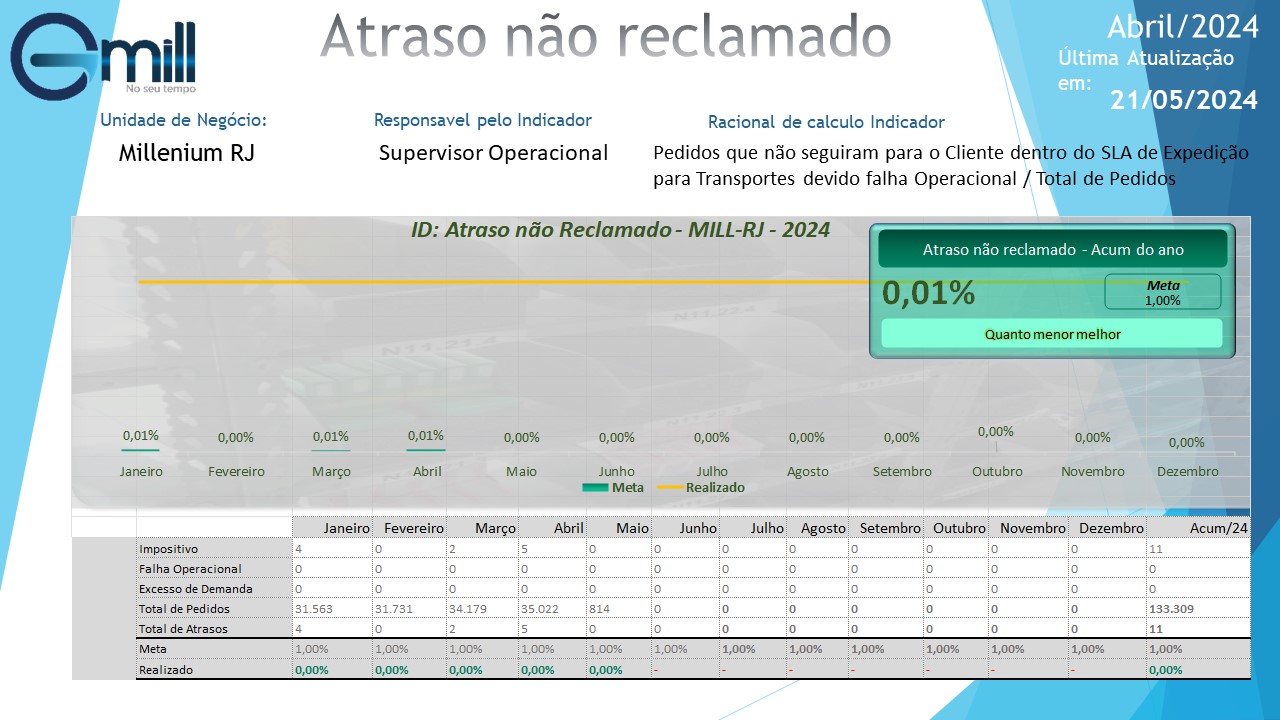 Gmill
No seu tempo
Atraso não reclamado
Abril/2024
Última Atualização
em:
21/05/2024
Unidade de Negócio:
Millenium RJ
Responsavel pelo Indicador
Supervisor Operacional
Racional de calculo Indicador
Pedidos que não seguiram para o Cliente dentro do SLA de Expedição
para Transportes devido falha Operacional / Total de Pedidos
ID: Atraso não Reclamado - MILL-RJ - 2024
Atraso não reclamado - Acum do ano
0,01% Meta
1,00%
Quanto menor melhor
N11.22.4
N11.21.4
0,01% 0,00% 0,01% 0,01% 0,00% 0,00% 0,00% 0,00% 0,00% 0,00% 0,00% 0,00%
Janeiro Fevereiro Março Abril Maio Junho Julho Agosto Setembro Outubro Novembro Dezembro
Meta Realizado
Janeiro Fevereiro Março Abril Maio Junho Julho Agosto Setembro Outubro Novembro Dezembro Acum/24
Impositivo 4 0 2 5 0 0 0 0 0 0 0 0 11
Falha Operacional 0 0 0 0 0 0 0 0 0 0 0 0 0
Excesso de Demanda 0 0 0 0 0 0 0 0 0 0 0 0 0
Total de Pedidos 31.563 31.731 34.179 35.022 814 0 0 0 0 0 0 0 133.309
Total de Atrasos 4 0 2 5 0 0 0 0 0 0 0 0 11
Meta 1,00% 1,00% 1,00% 1,00% 1,00% 1,00% 1,00% 1,00% 1,00% 1,00% 1,00% 1,00% 1,00%
Realizado 0,00% 0,00% 0,00% 0,00% 0,00% - - - - - - - 0,00%